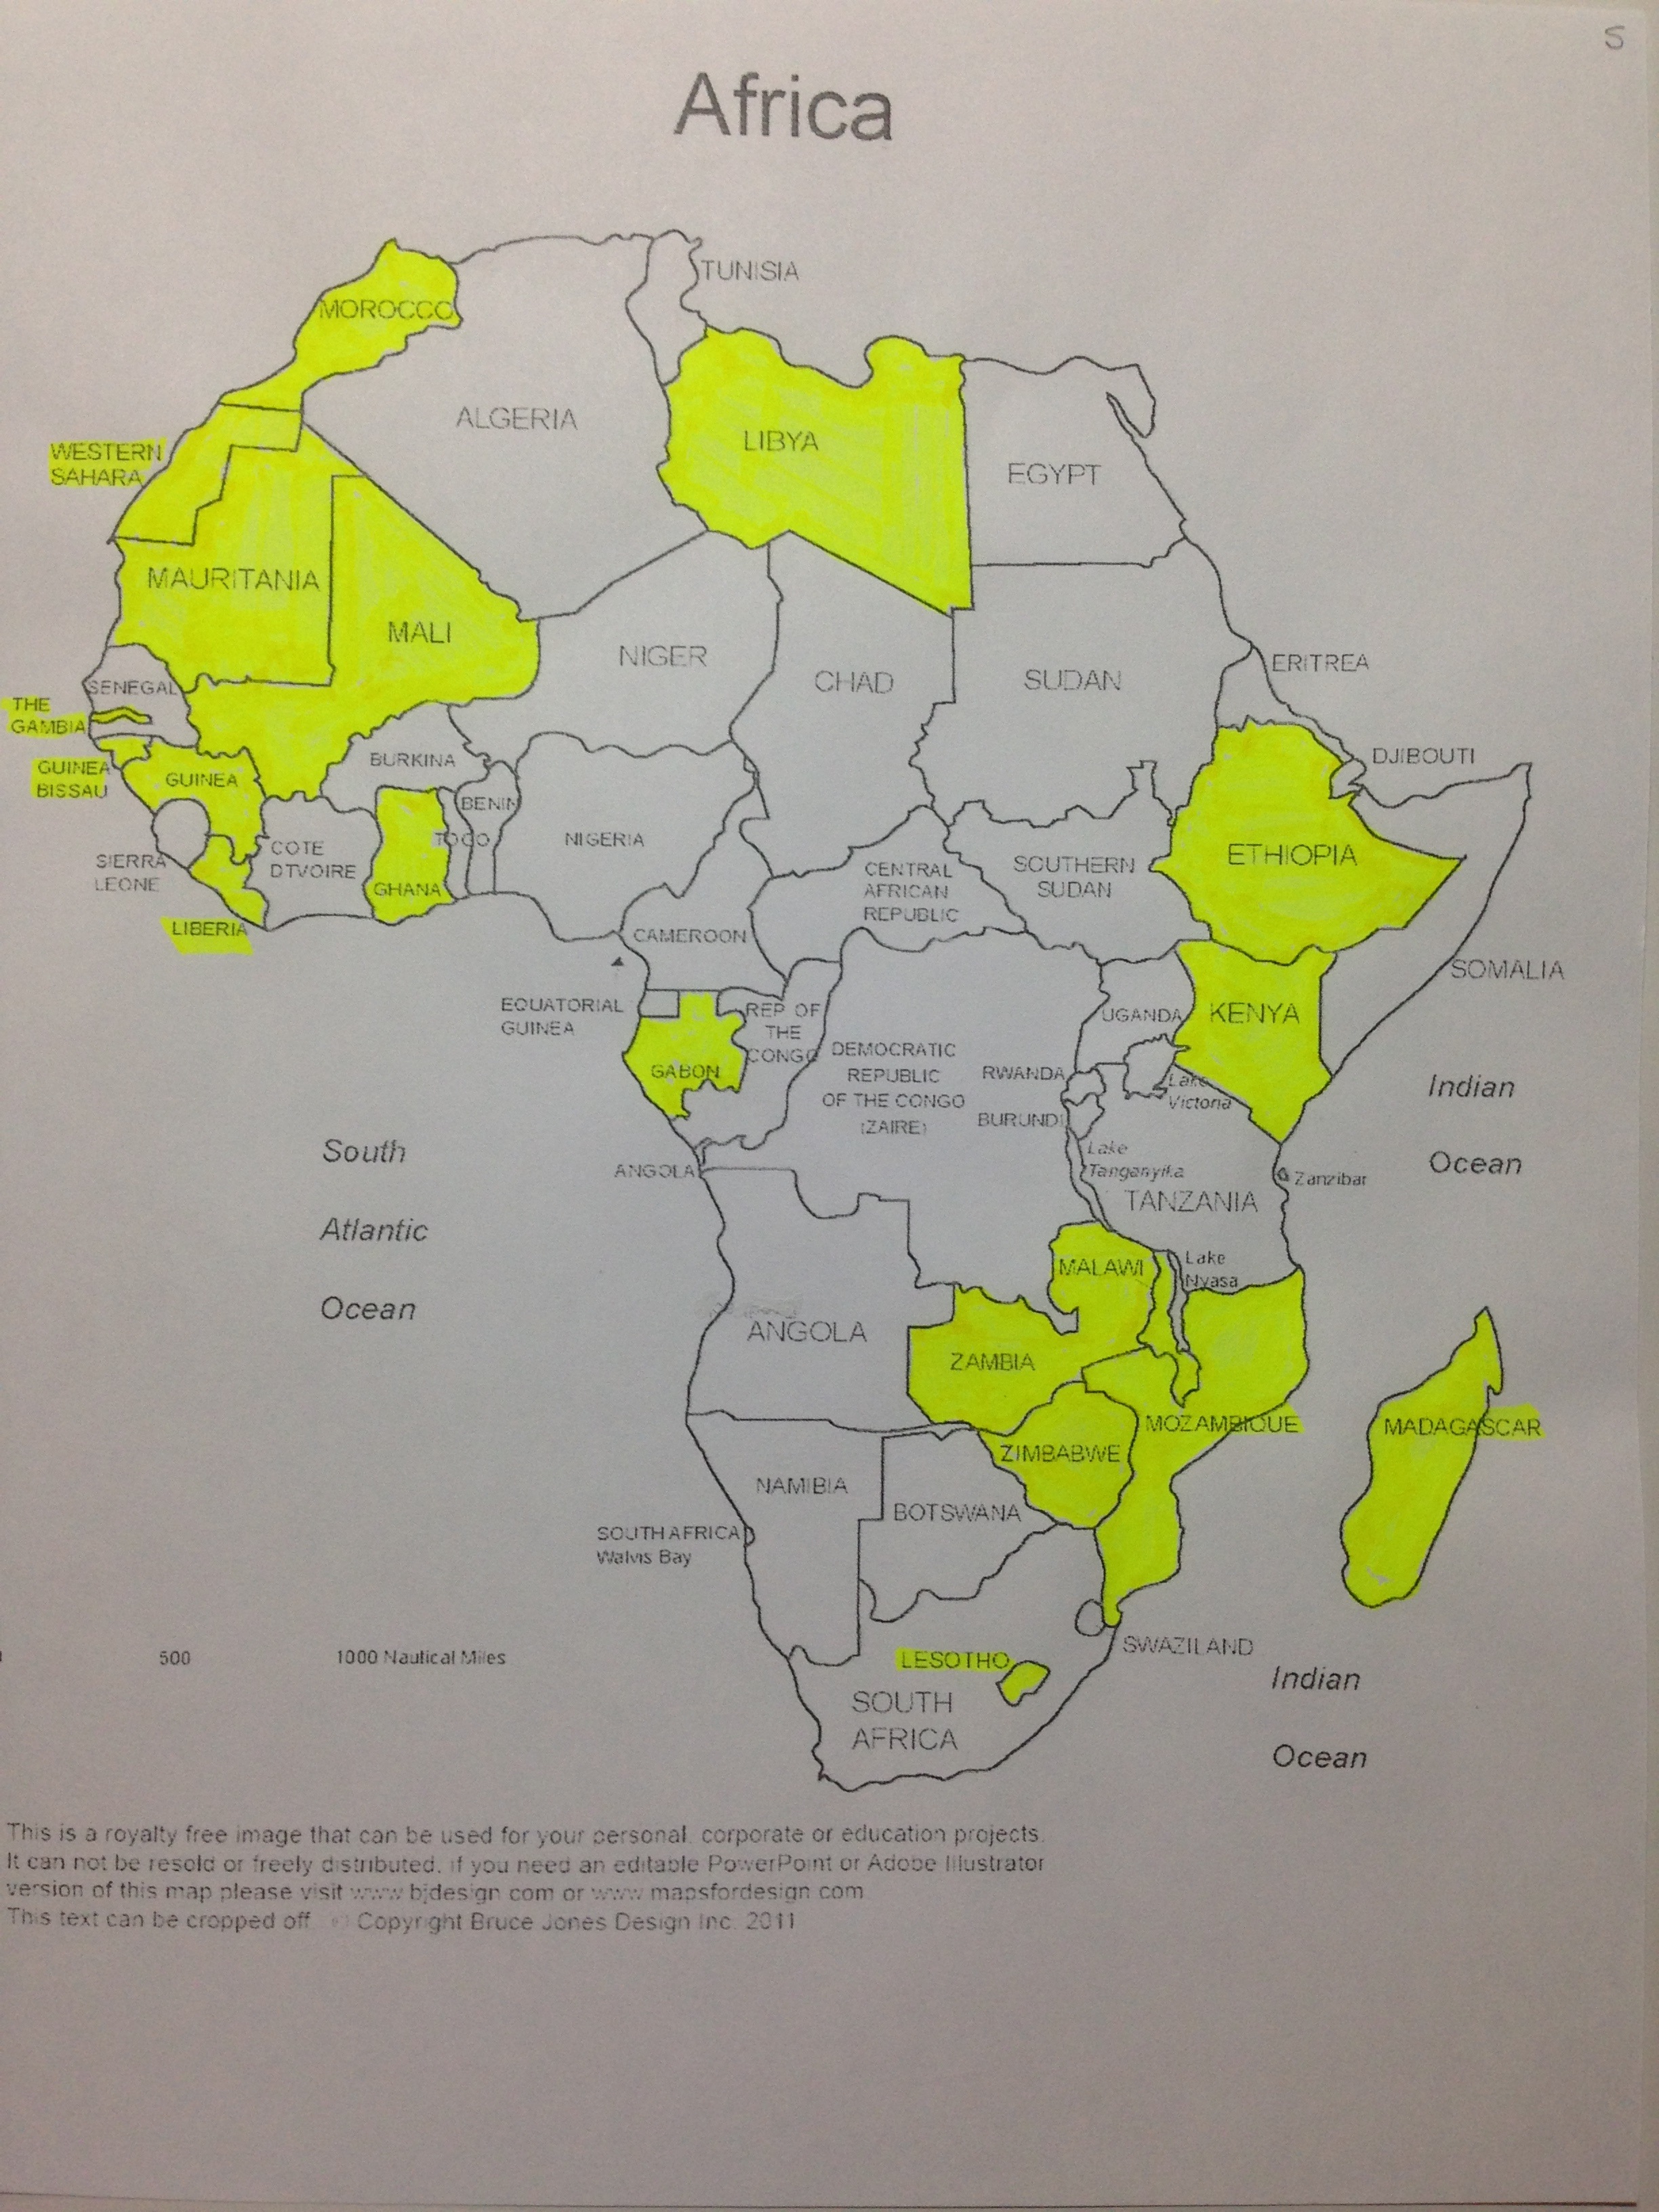 S
Africa
TUNISIA
MOROCCO
ALGERIA
LIBYA
EGYPT
WESTERN
SAHARA
MAURITANIA
MALI
NIGER
CHAD
SUDAN
ERITREA
SENEGAL
THE
GAMBIA
DJIBOUTI
GUINEA
BISSAU
GUINEA
BURKINA
BENIN
TOGO
NIGERIA
COTE
DTVOIRE
GHANA
SIERRA
LEONE
LIBERIA
CENTRAL
AFRICAN
REPUBLIC
SOUTHERN
SUDAN
ETHIOPIA
CAMEROON
SOMALIA
EQUATORIAL
GUINEA
REP OF
THE
CONGO
GABON
UGANDA
KENYA
DEMOCRATIC
REPUBLIC
OF THE CONGO
(ZAIRE)
RWANDA
BURUNDI
Lake
Victoria
Indian
Ocean
South
Atlantic
Ocean
ANGOLA
Lake
Tanganyika
Zanzibar
TANZANIA
MALAWI
Lake
Nyasa
ANGOLA
ZAMBIA
MOZAMBIQUE
MADAGASCAR
ZIMBABWE
NAMIBIA
BOTSWANA
SOUTH AFRICA
Walvis Bay
500
1000 Nautical Miles
LESOTHO
SWAZILAND
SOUTH
AFRICA
Indian
Ocean
This is a royalty free image that can be used for your personal, corporate or education projects.
It can not be resold or freely distributed, if you need an editable PowerPoint or Adobe Illustrator
version of this map please visit www bjdesign com or www mapsfordesign com
This text can be cropped off © Copyright Bruce Jones Design Inc. 2011